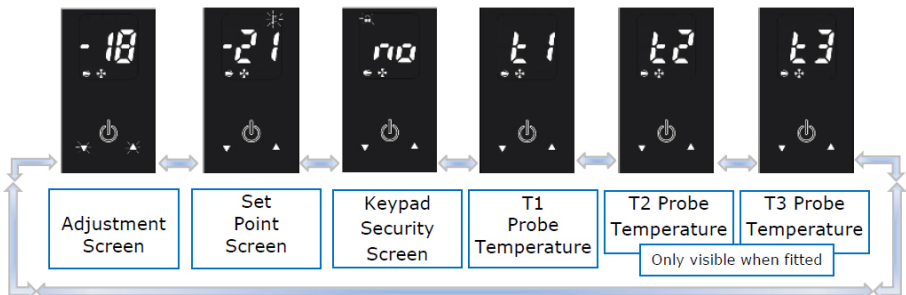 -18
-21
no
t1
t2
t3
Adjustment
Screen
Set
Point
Screen
Keypad
Security
Screen
T1
Probe
Temperature
T2 Probe
Temperature
T3 Probe
Temperature
Only visible when fitted